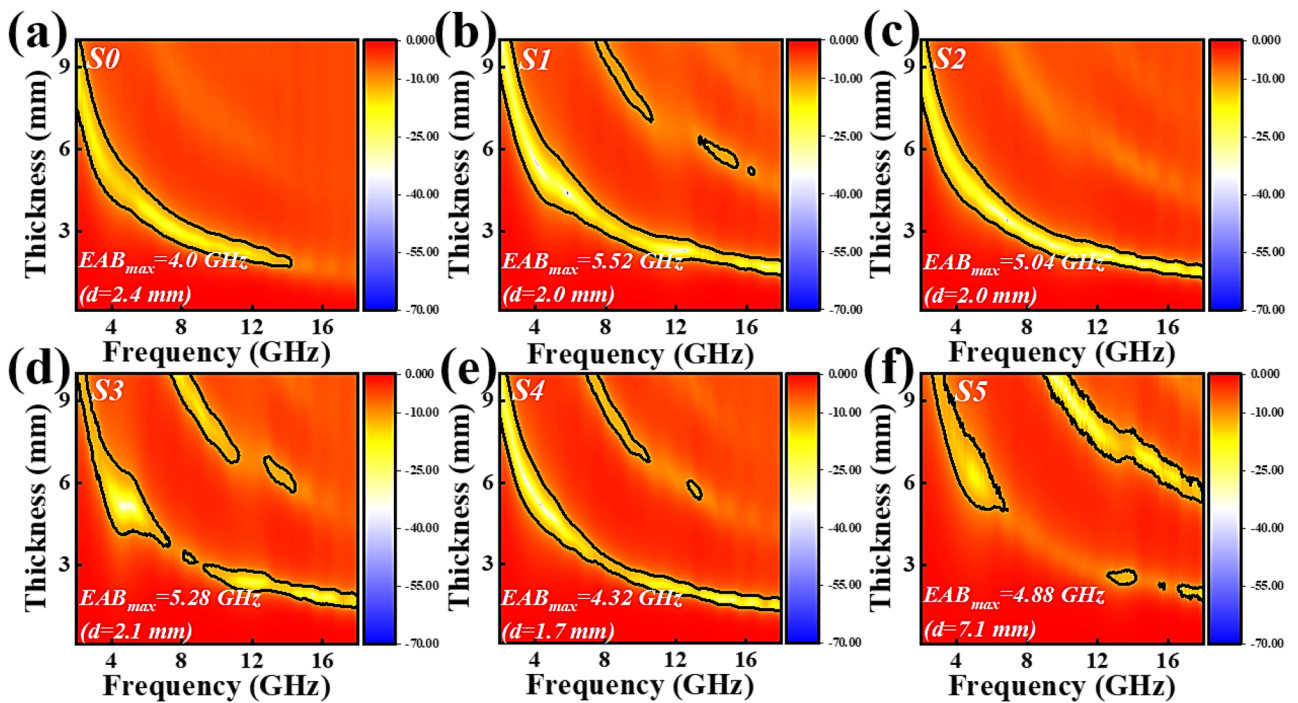 (a)
S0
Thickness (mm)
9
6
3
EABmax=4.0 GHz
(d=2.4 mm)
4 8 12 16
Frequency (GHz)
0.000
-10.00
-25.00
-40.00
-55.00
-70.00
(b)
S1
9
6
3
EABmax=5.52 GHz
(d=2.0 mm)
4 8 12 16
Frequency (GHz)
0.000
-10.00
-25.00
-40.00
-55.00
-70.00
(c)
S2
Thickness (mm)
9
6
3
EABmax=5.04 GHz
(d=2.0 mm)
4 8 12 16
Frequency (GHz)
0.000
-10.00
-25.00
-40.00
-55.00
-70.00
(d)
S3
Thickness (mm)
9
6
3
EABmax=5.28 GHz
(d=2.1 mm)
4 8 12 16
Frequency (GHz)
0.000
-10.00
-25.00
-40.00
-55.00
-70.00
(e)
S4
Thickness (mm)
9
6
3
EABmax=4.32 GHz
(d=1.7 mm)
4 8 12 16
Frequency (GHz)
0.000
-10.00
-25.00
-40.00
-55.00
-70.00
(f)
S5
Thickness (mm)
9
6
3
EABmax=4.88 GHz
(d=7.1 mm)
4 8 12 16
Frequency (GHz)
0.000
-10.00
-25.00
-40.00
-55.00
-70.00